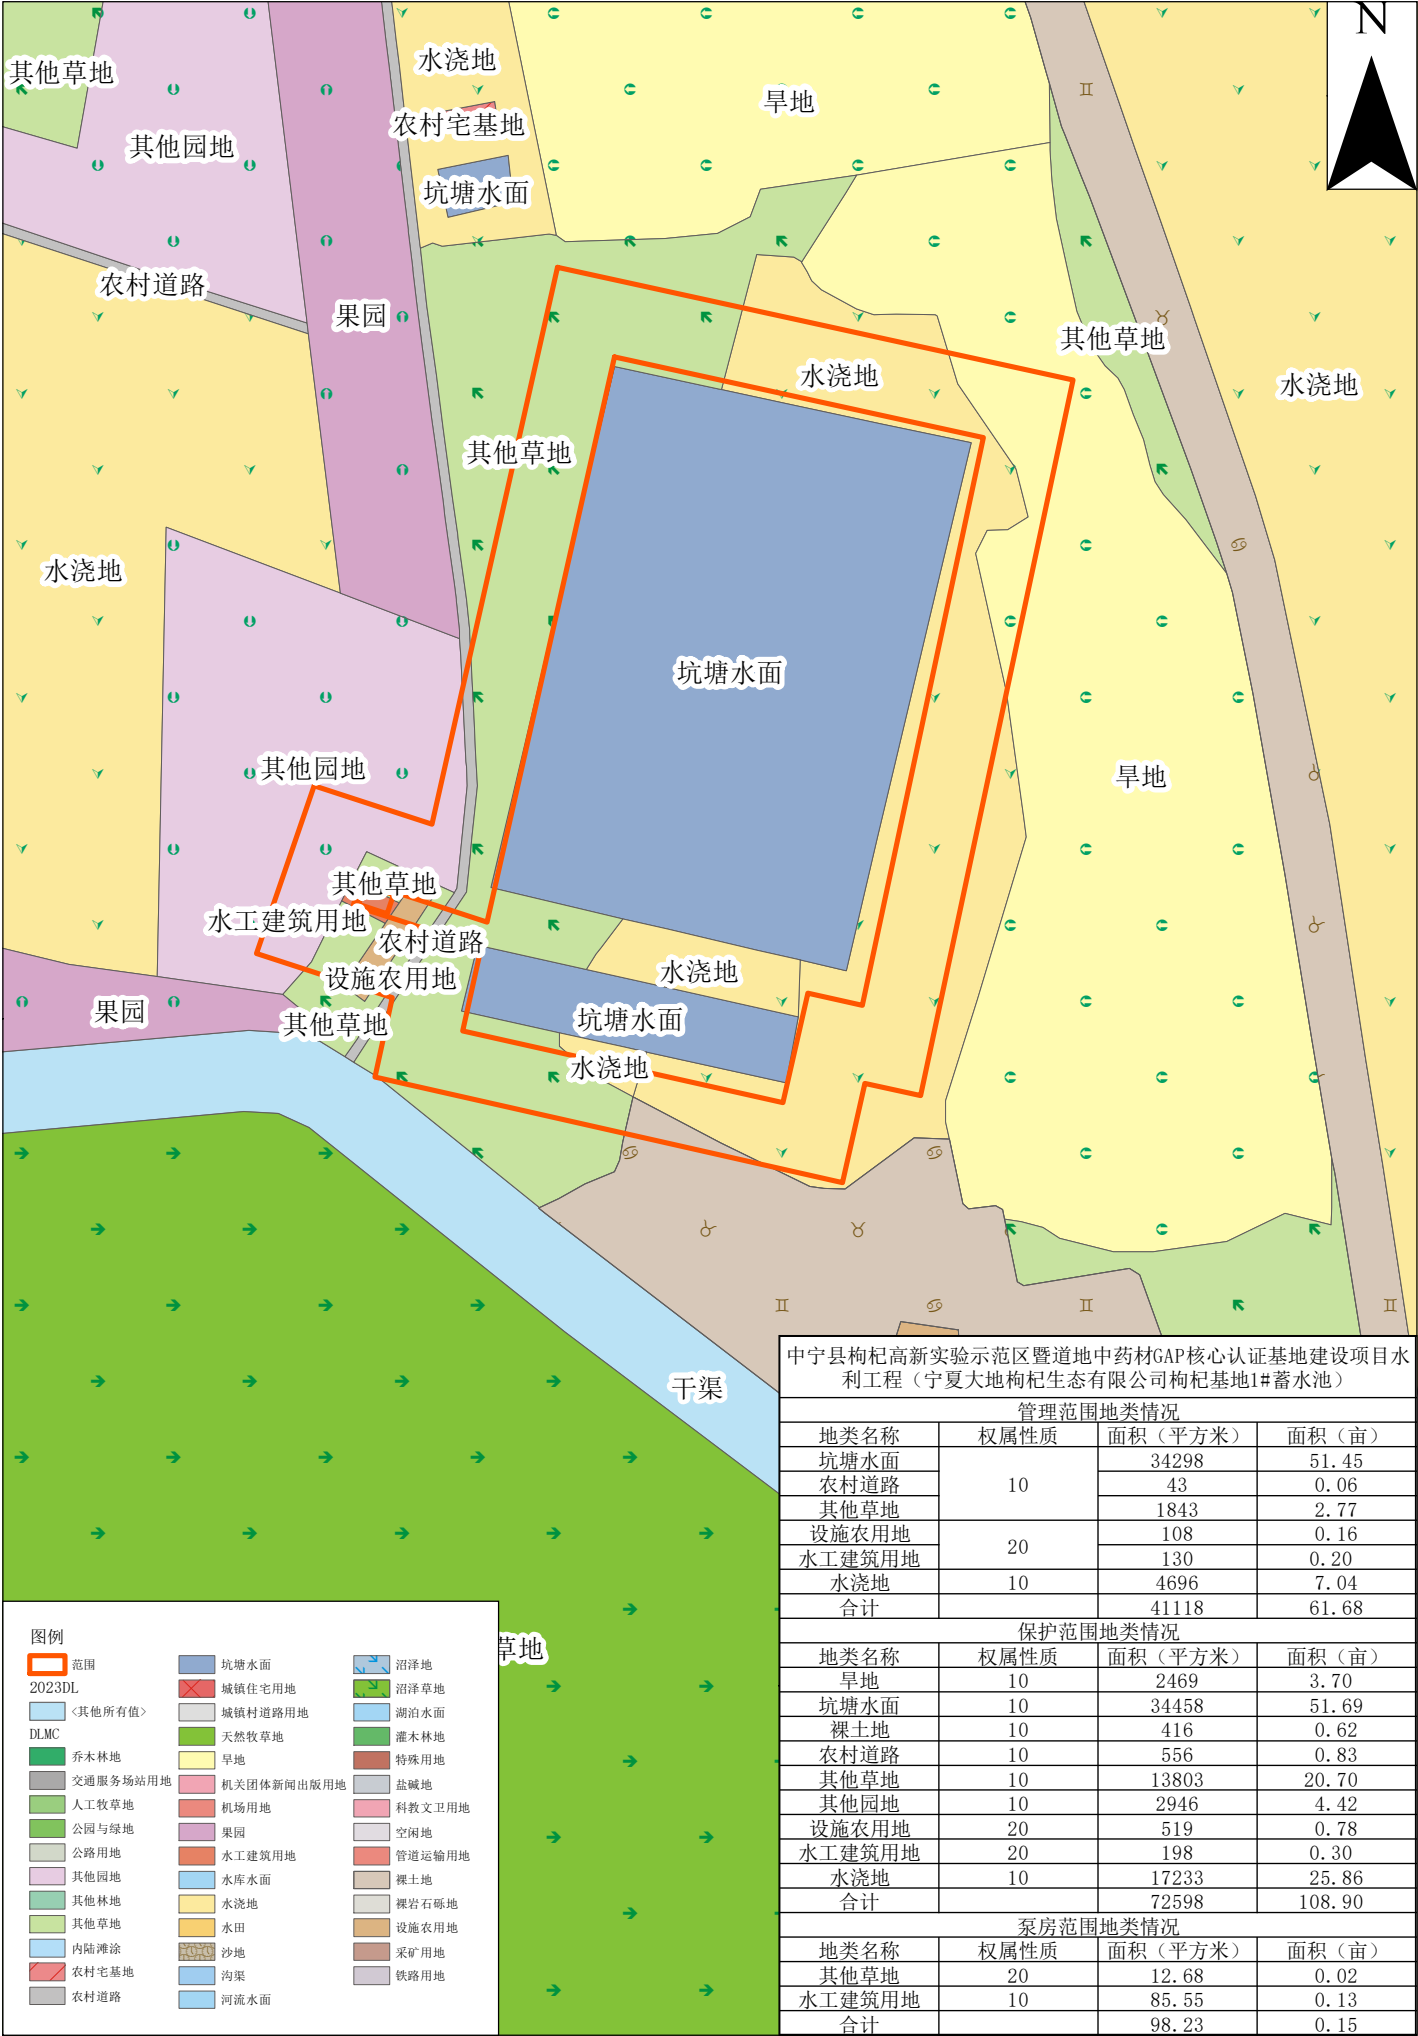 N
水浇地
其他草地
旱地
农村宅基地
其他园地
坑塘水面
农村道路
果园
其他草地
水浇地
水浇地
其他草地
水浇地
坑塘水面
其他园地
旱地
其他草地
水工建筑用地
农村道路
水浇地
设施农用地
果园
坑塘水面
其他草地
水浇地
干渠
草地
中宁县枸杞高新实验示范区暨道地中药材GAP核心认证基地建设项目水
利工程（宁夏大地枸杞生态有限公司枸杞基地1#蓄水池）
管理范围地类情况
地类名称 权属性质 面积（平方米） 面积（亩）
坑塘水面 10 34298 51.45
农村道路 43 0.06
其他草地 1843 2.77
设施农用地 20 108 0.16
水工建筑用地 130 0.20
水浇地 10 4696 7.04
合计 41118 61.68
保护范围地类情况
地类名称 权属性质 面积（平方米） 面积（亩）
旱地 10 2469 3.70
坑塘水面 10 34458 51.69
裸土地 10 416 0.62
农村道路 10 556 0.83
其他草地 10 13803 20.70
其他园地 10 2946 4.42
设施农用地 20 519 0.78
水工建筑用地 20 198 0.30
水浇地 10 17233 25.86
合计 72598 108.90
泵房范围地类情况
地类名称 权属性质 面积（平方米） 面积（亩）
其他草地 20 12.68 0.02
水工建筑用地 10 85.55 0.13
合计 98.23 0.15
图例
范围
2023DL
<其他所有值>
DLMC
乔木林地
交通服务场站用地
人工牧草地
公园与绿地
公路用地
其他园地
其他林地
其他草地
内陆滩涂
农村宅基地
农村道路
坑塘水面
城镇住宅用地
城镇村道路用地
天然牧草地
旱地
机关团体新闻出版用地
机场用地
果园
水工建筑用地
水库水面
水浇地
水田
沙地
沟渠
河流水面
沼泽地
沼泽草地
湖泊水面
灌木林地
特殊用地
盐碱地
科教文卫用地
空闲地
管道运输用地
裸土地
裸岩石砾地
设施农用地
采矿用地
铁路用地